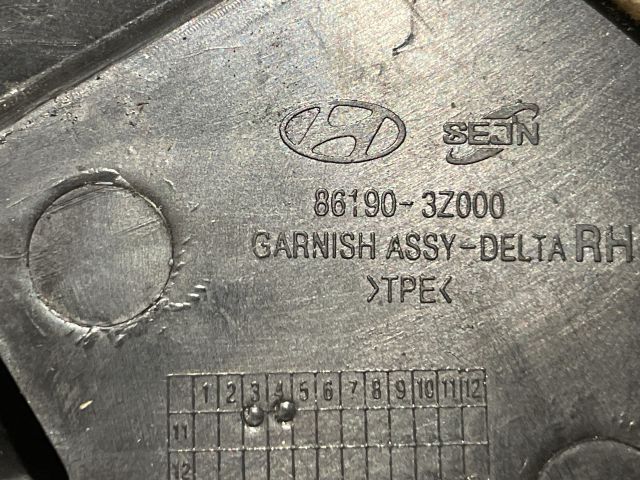 SEJN
86190-3Z000
GARNISH ASSY-DELTA RH
>TPE<
1 2 3 4 5 6 7 8 9 10 11 12
11
12